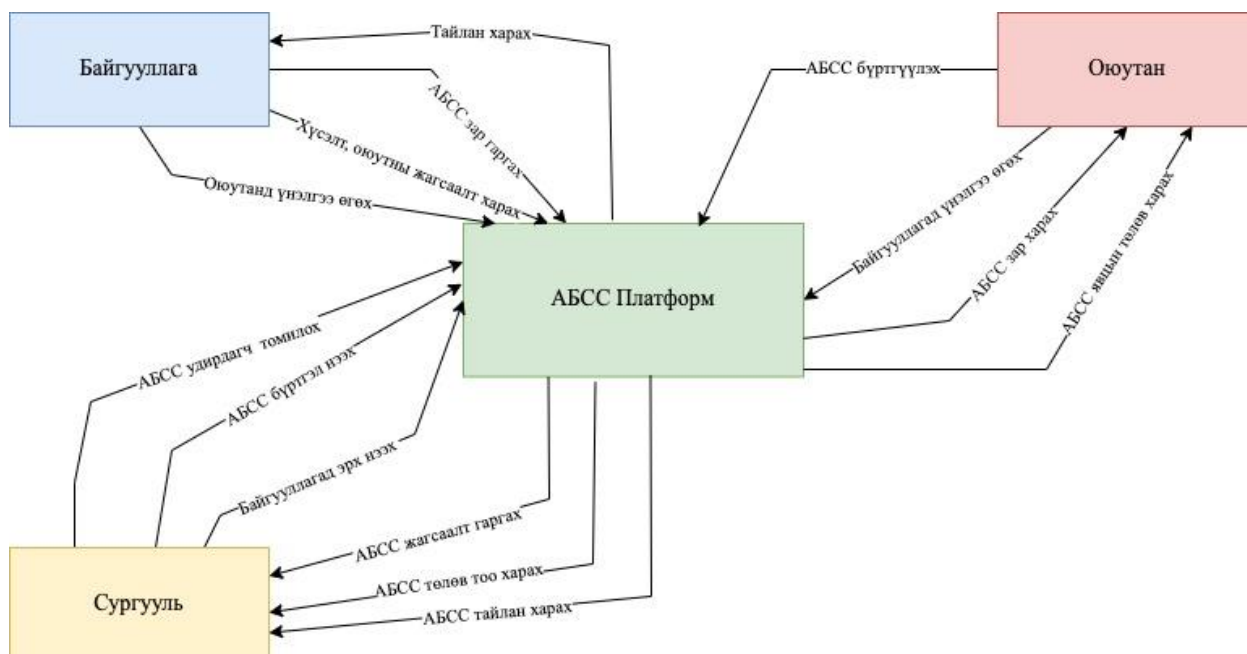 Байгууллага
Тайлан харах
АБСС зар гаргах
Хүсэлт, оюутны жагсаалт харах
Оюутанд үнэлгээ өгөх
Оюутан
АБСС бүртгүүлэх
Байгууллагад үнэлгээ өгөх
АБСС зар харах
АБСС явцын төлөв харах
АБСС Платформ
АБСС удирдагч томилох
АБСС бүртгэл нээх
Байгууллагад эрх нээх
АБСС жагсаалт гаргах
АБСС төлөв тоо харах
АБСС тайлан харах
Сургууль